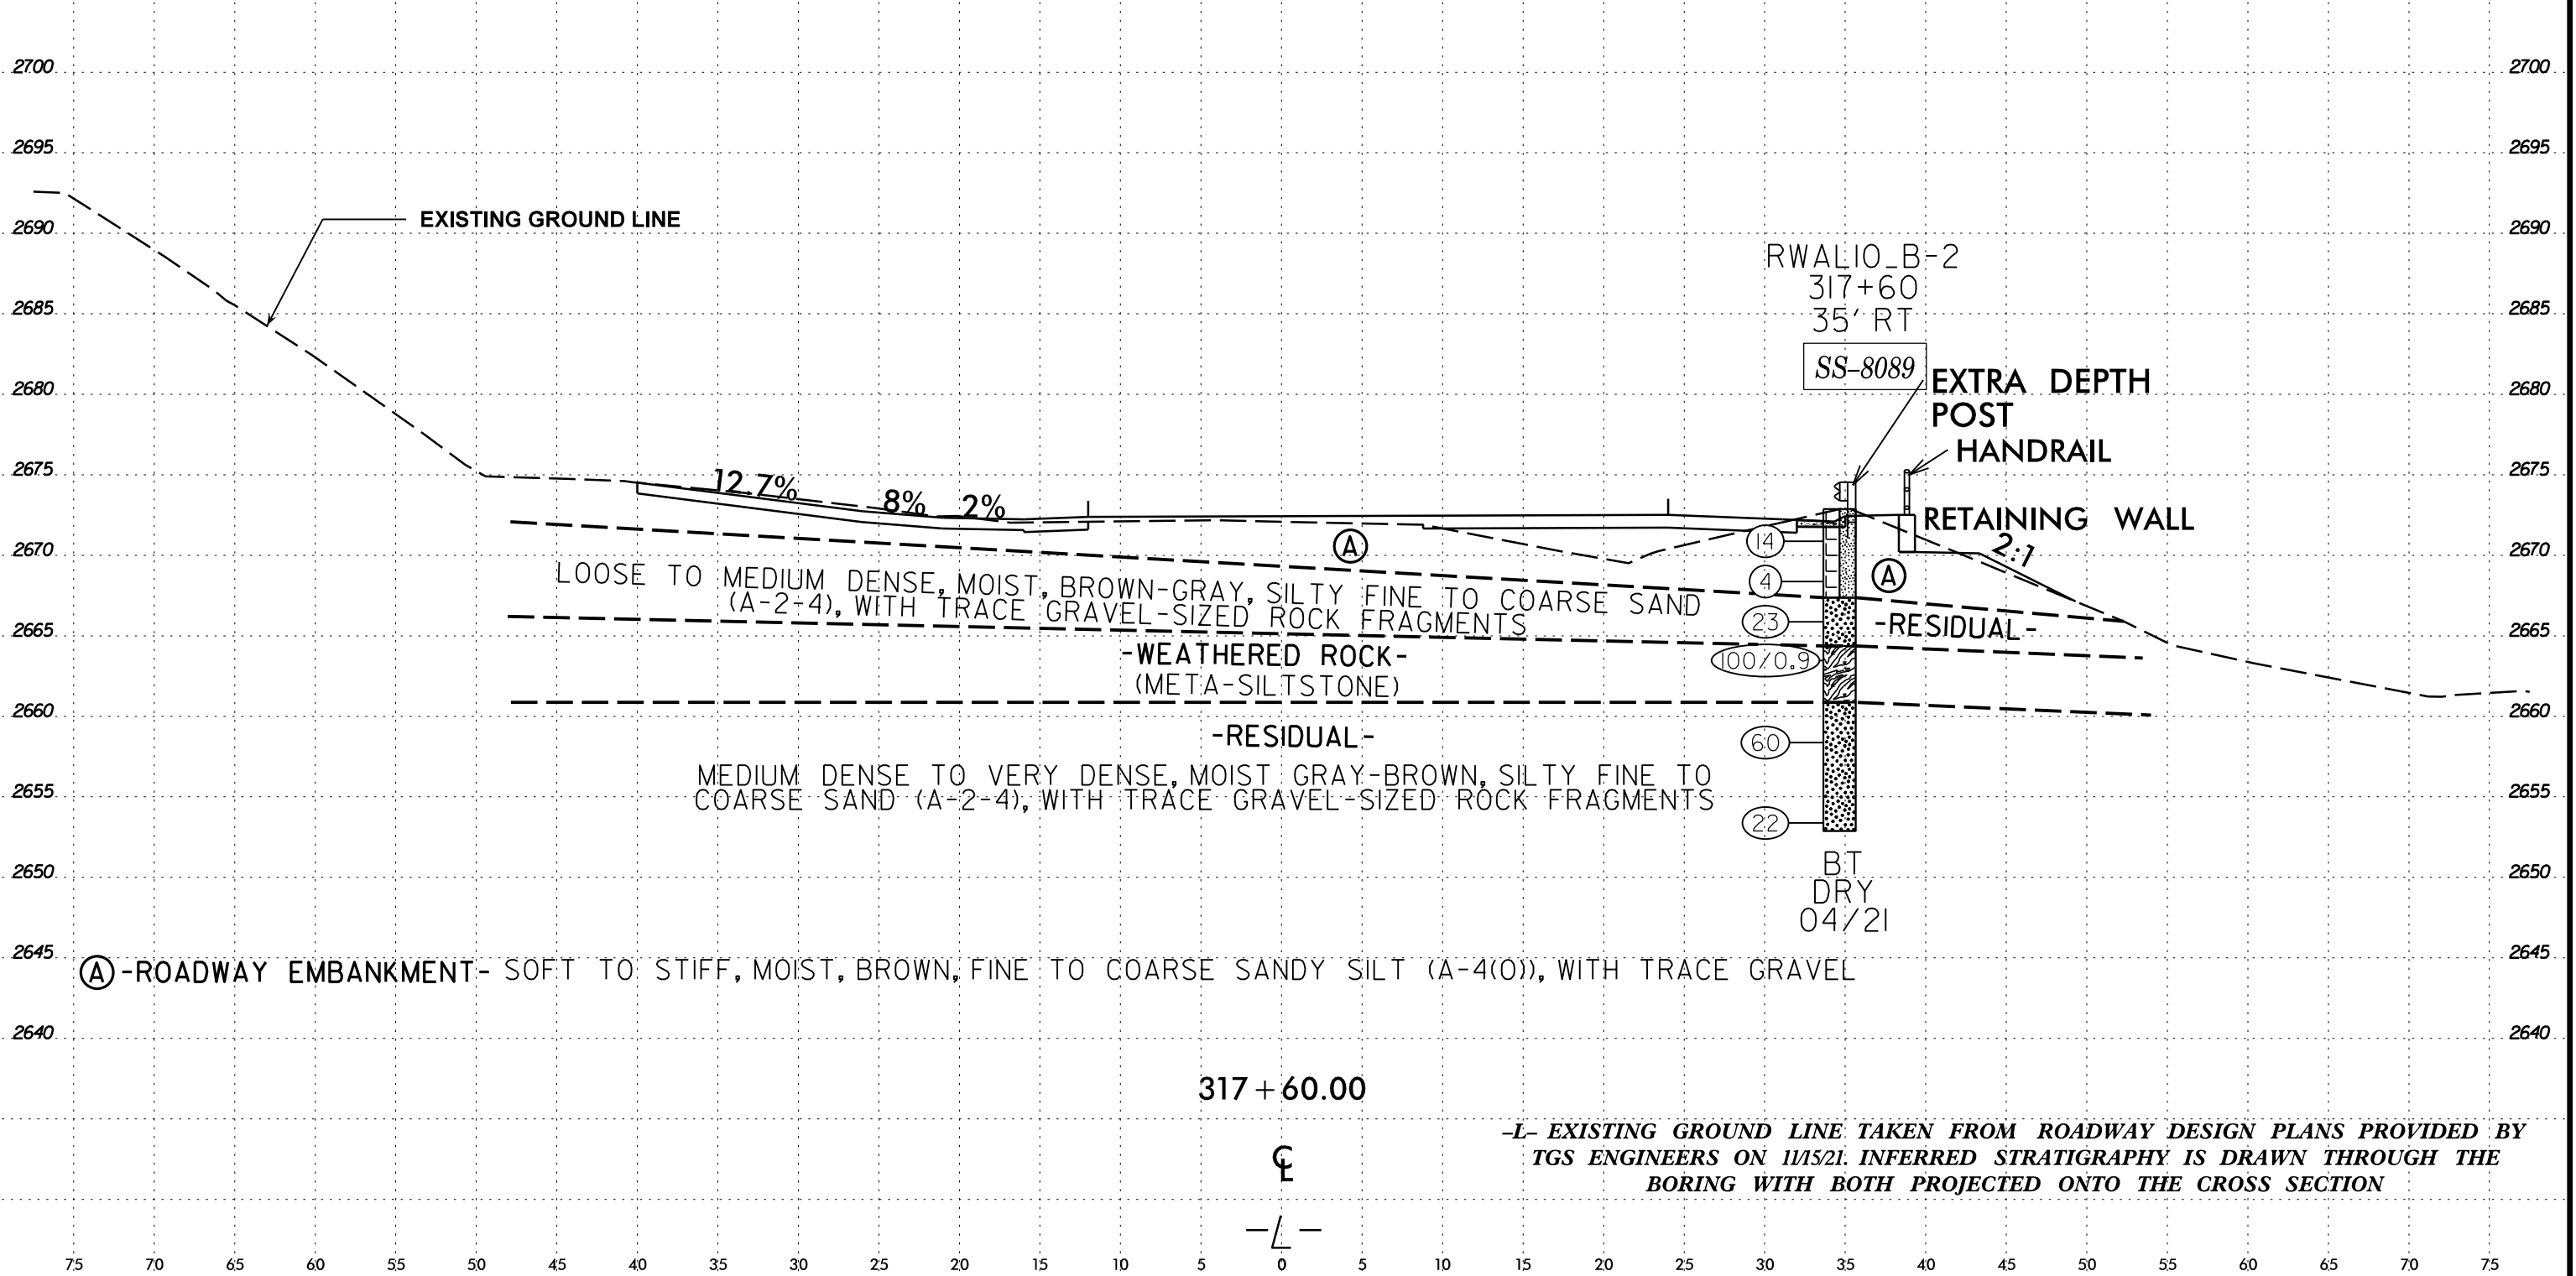 2700 2700
2695 2695
EXISTING GROUND LINE
2690 2690
RWAL10_B-2
317+60
2685 2685
35' RT
SS-8089
2680 2680
EXTRA DEPTH
POST
HANDRAIL
2675 2675
12.7%
8% 2%
RETAINING WALL
2670 2670
A 14 2:1
4 A
LOOSE TO MEDIUM DENSE, MOIST, BROWN-GRAY, SILTY FINE TO COARSE SAND
(A-2-4), WITH TRACE GRAVEL-SIZED ROCK FRAGMENTS
23 -RESIDUAL-
2665 2665
-WEATHERED ROCK-
(META-SILTSTONE)
100/0.9
2660 2660
-RESIDUAL-
60
MEDIUM DENSE TO VERY DENSE, MOIST GRAY-BROWN, SILTY FINE TO
COARSE SAND (A-2-4), WITH TRACE GRAVEL-SIZED ROCK FRAGMENTS
2655 2655
22
2650 2650
BT
DRY
04/21
2645 2645
A -ROADWAY EMBANKMENT- SOFT TO STIFF, MOIST, BROWN, FINE TO COARSE SANDY SILT (A-4(0)), WITH TRACE GRAVEL
2640 2640
317+60.00
℄
-L-
-L- EXISTING GROUND LINE TAKEN FROM ROADWAY DESIGN PLANS PROVIDED BY
TGS ENGINEERS ON 11/15/21. INFERRED STRATIGRAPHY IS DRAWN THROUGH THE
BORING WITH BOTH PROJECTED ONTO THE CROSS SECTION
75 70 65 60 55 50 45 40 35 30 25 20 15 10 5 0 5 10 15 20 25 30 35 40 45 50 55 60 65 70 75